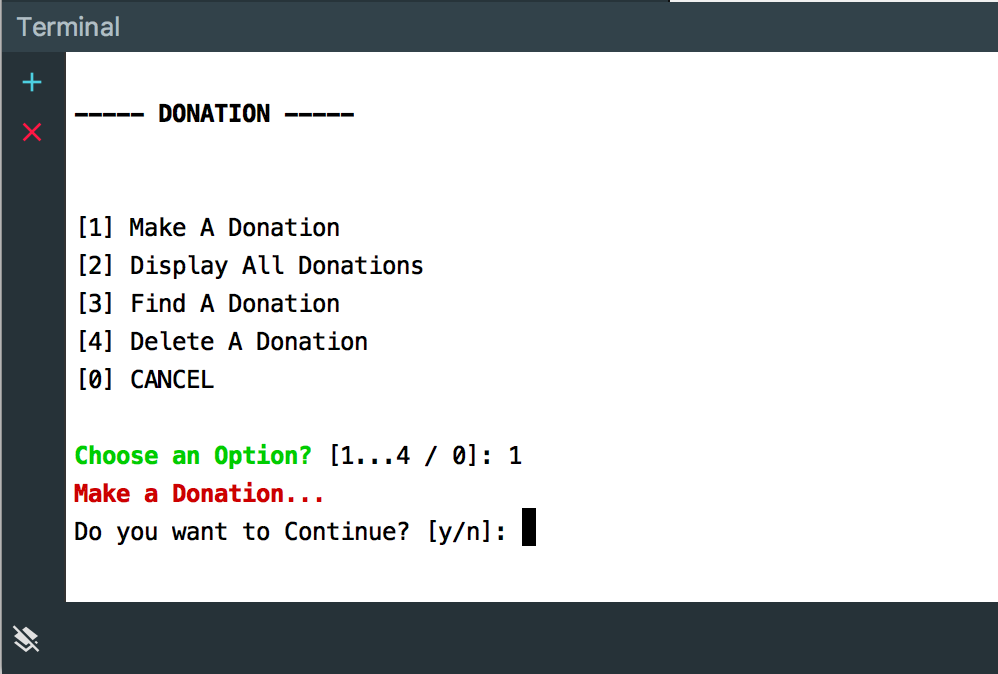 Terminal
----- DONATION -----
[1] Make A Donation
[2] Display All Donations
[3] Find A Donation
[4] Delete A Donation
[0] CANCEL
Choose an Option? [1...4 / 0]: 1
Make a Donation...
Do you want to Continue? [y/n]: